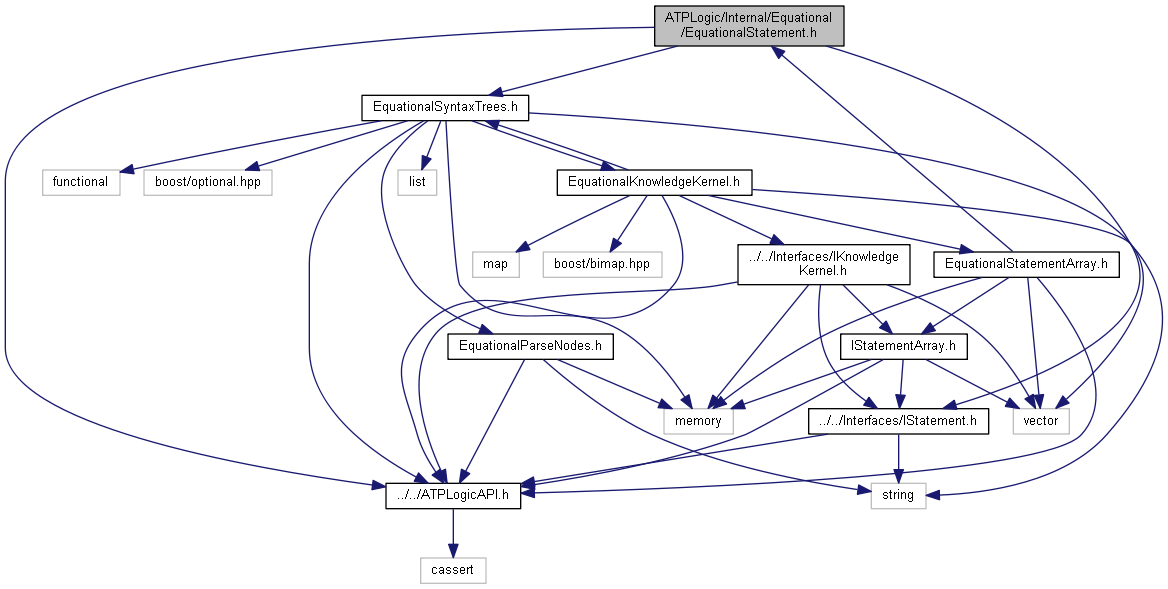 ATPLogic/Internal/Equational
/EquationalStatement.h
EquationalSyntaxTrees.h
functional
boost/optional.hpp
list
EquationalKnowledgeKernel.h
map
boost/bimap.hpp
../../Interfaces/IKnowledge
Kernel.h
EquationalStatementArray.h
EquationalParseNodes.h
IStatementArray.h
memory
../../Interfaces/IStatement.h
vector
../../ATPLogicAPI.h
string
cassert